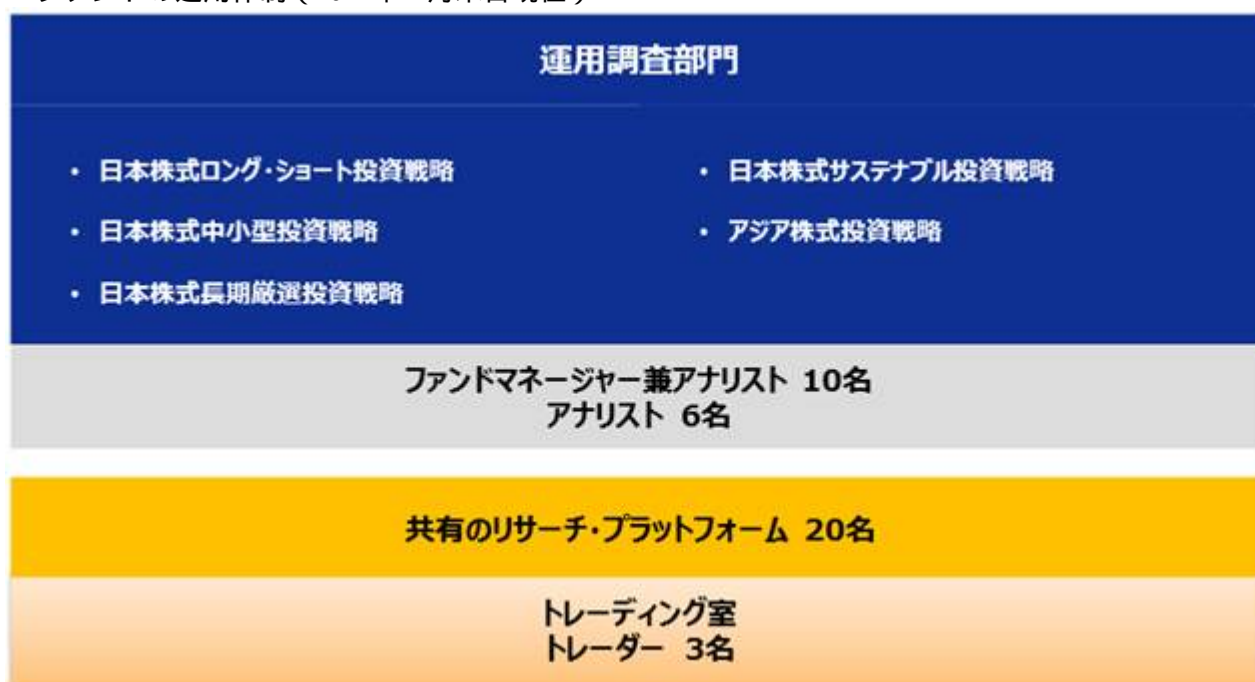 運用調査部門
・ 日本株式ロング・ショート投資戦略
・ 日本株式中小型投資戦略
・ 日本株式長期厳選投資戦略
・ 日本株式サステナブル投資戦略
・ アジア株式投資戦略
ファンドマネージャー兼アナリスト 10名
アナリスト 6名
共有のリサーチ・プラットフォーム 20名
トレーディング室
トレーダー 3名